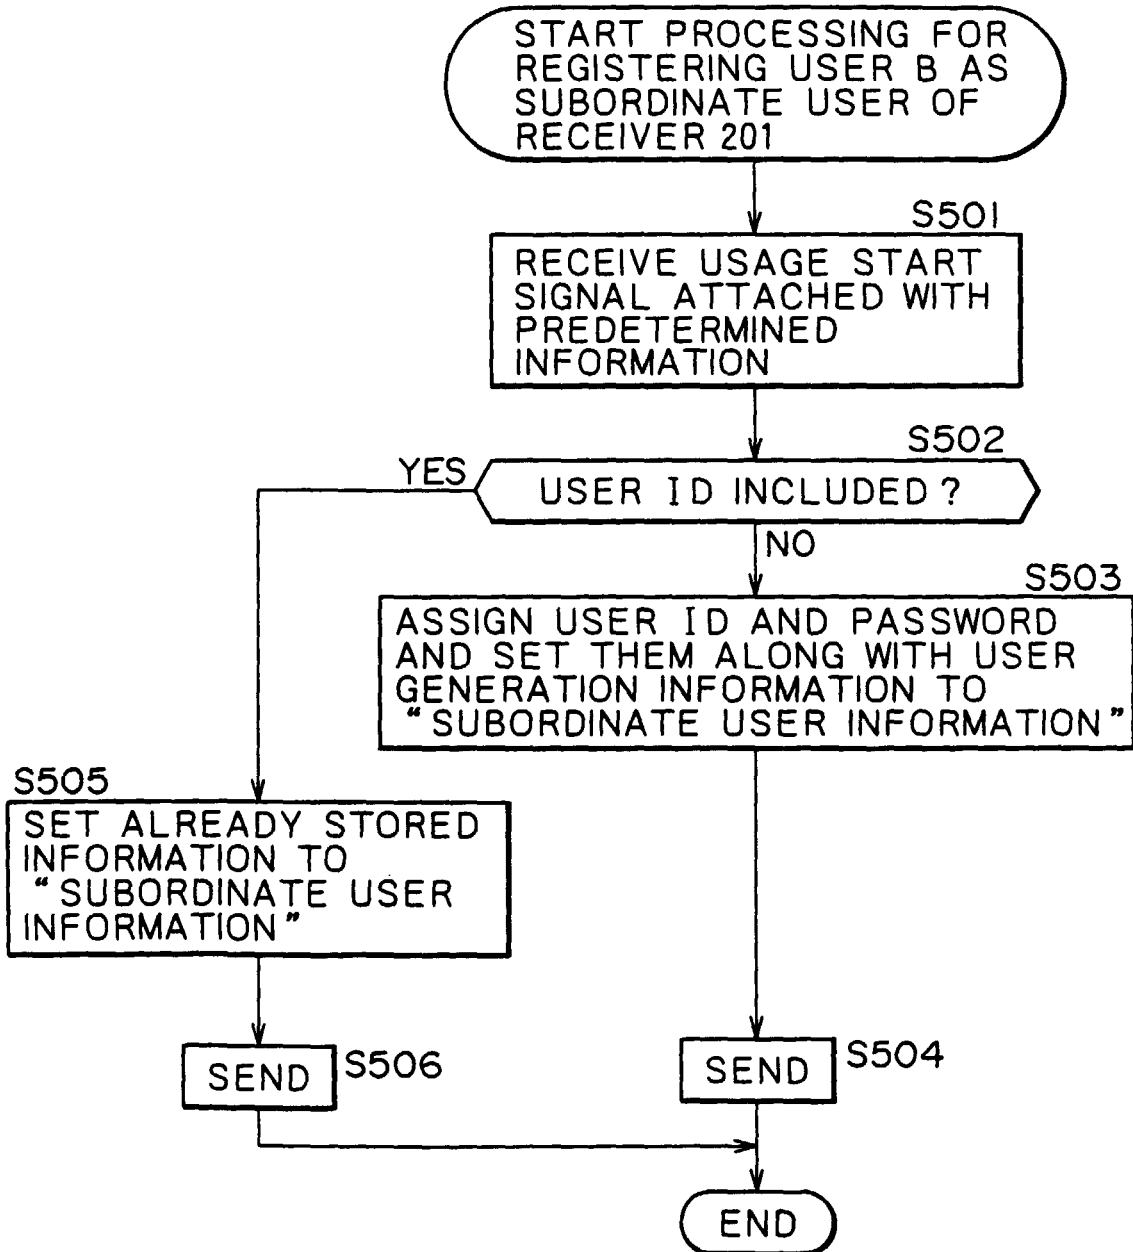 START PROCESSING FOR
REGISTERING USER B AS
SUBORDINATE USER OF
RECEIVER 201
S501
RECEIVE USAGE START
SIGNAL ATTACHED WITH
PREDETERMINED
INFORMATION
S502
YES
USER ID INCLUDED ?
NO
S503
ASSIGN USER ID AND PASSWORD
AND SET THEM ALONG WITH USER
GENERATION INFORMATION TO
“SUBORDINATE USER INFORMATION”
S505
SET ALREADY STORED
INFORMATION TO
“SUBORDINATE USER
INFORMATION”
SEND
S506
SEND
S504
END